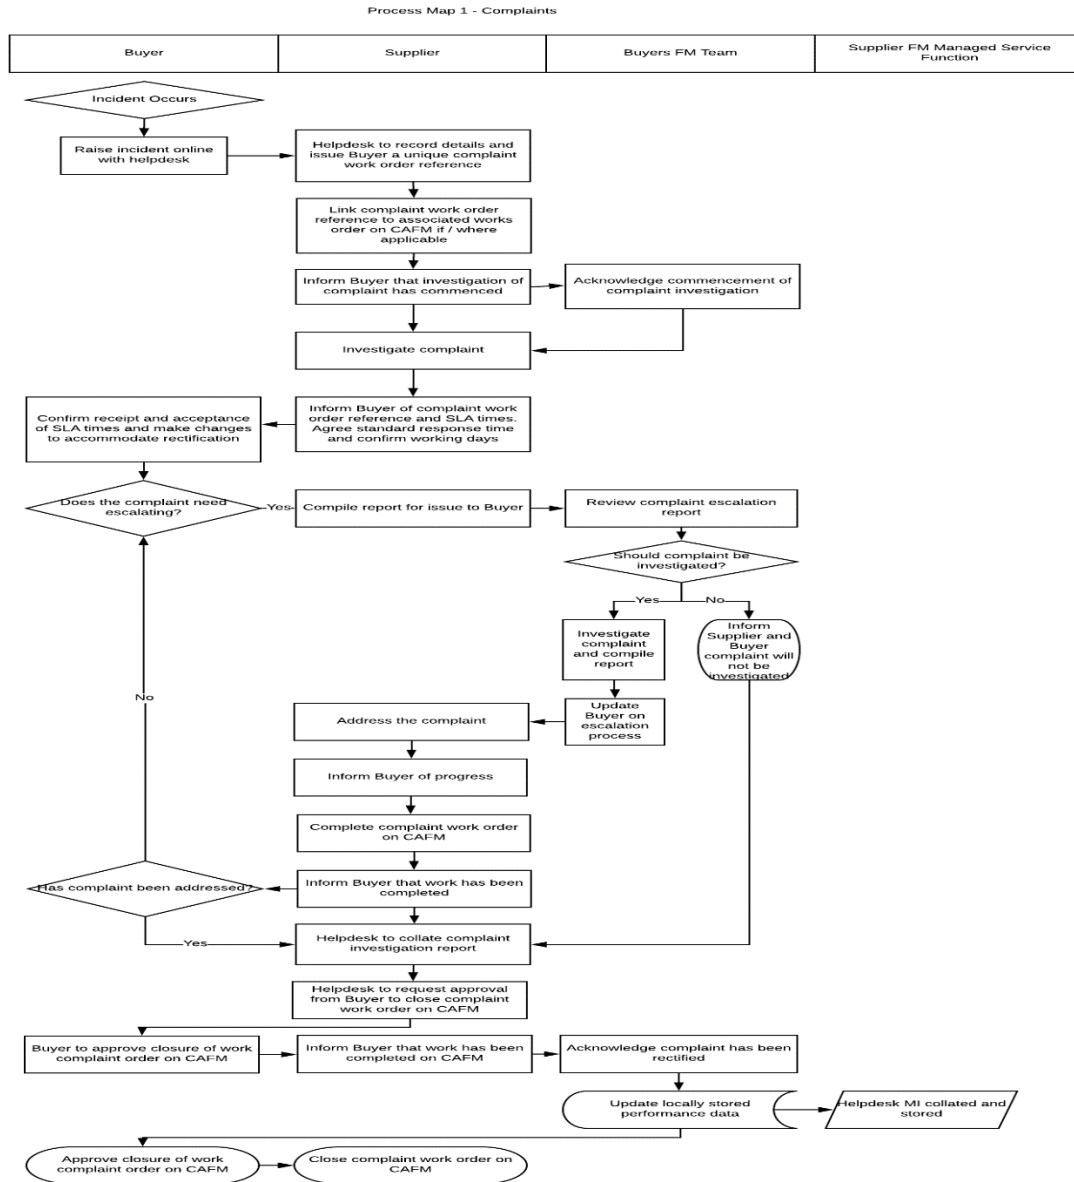 Process Map 1 - Complaints
Buyer
Supplier
Buyers FM Team
Supplier FM Managed Service
Function
Incident Occurs
Raise incident online
with helpdesk
Helpdesk to record details and
issue Buyer a unique complaint
work order reference
Link complaint work order
reference to associated works
order on CAFM if / where
applicable
Inform Buyer that investigation of
complaint has commenced
Acknowledge commencement of
complaint investigation
Investigate complaint
Confirm receipt and acceptance
of SLA times and make changes
to accommodate rectification
Inform Buyer of complaint work
order reference and SLA times.
Agree standard response time
and confirm working days
Does the complaint need
escalating?
Yes
Compile report for issue to Buyer
Review complaint escalation
report
Should complaint be
investigated?
Yes
No
Investigate
complaint
and compile
report
Inform
Supplier and
Buyer
complaint will
not be
investigated
No
Update
Buyer on
escalation
process
Address the complaint
Inform Buyer of progress
Complete complaint work order
on CAFM
Has complaint been addressed?
Inform Buyer that work has been
completed
Yes
Helpdesk to collate complaint
investigation report
Helpdesk to request approval
from Buyer to close complaint
work order on CAFM
Buyer to approve closure of work
complaint order on CAFM
Inform Buyer that work has been
completed on CAFM
Acknowledge complaint has been
rectified
Update locally stored
performance data
Helpdesk MI collated and
stored
Approve closure of work
complaint order on CAFM
Close complaint work order on
CAFM